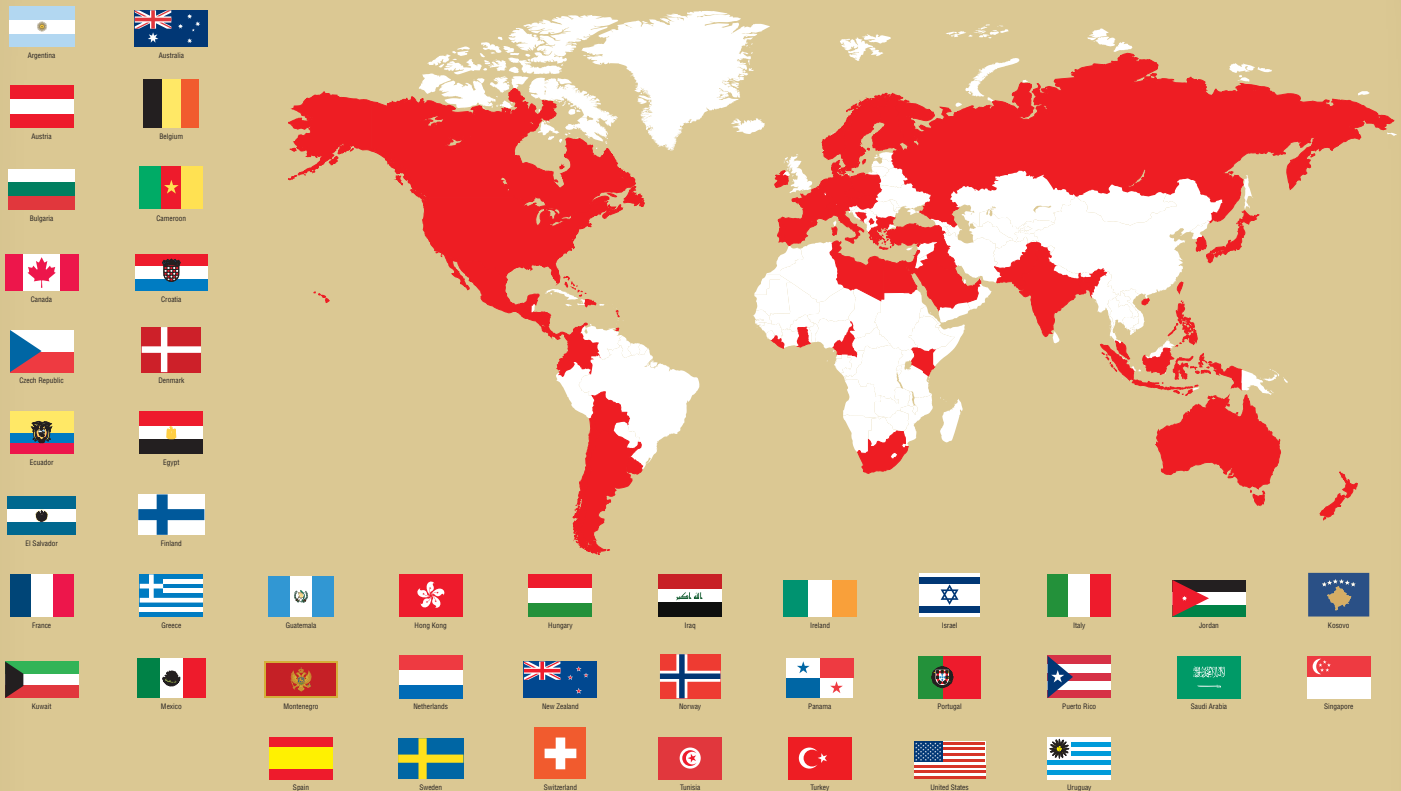 Argentina
Australia
Austria
Belgium
Bulgaria
Cameroon
Canada
Croatia
Czech Republic
Denmark
Ecuador
Egypt
El Salvador
Finland
France
Greece
Guatemala
Hong Kong
Hungary
Iraq
Ireland
Israel
Italy
Jordan
Kosovo
Kuwait
Mexico
Montenegro
Netherlands
New Zealand
Norway
Panama
Portugal
Puerto Rico
Saudi Arabia
Singapore
Spain
Sweden
Switzerland
Tunisia
Turkey
United States
Uruguay